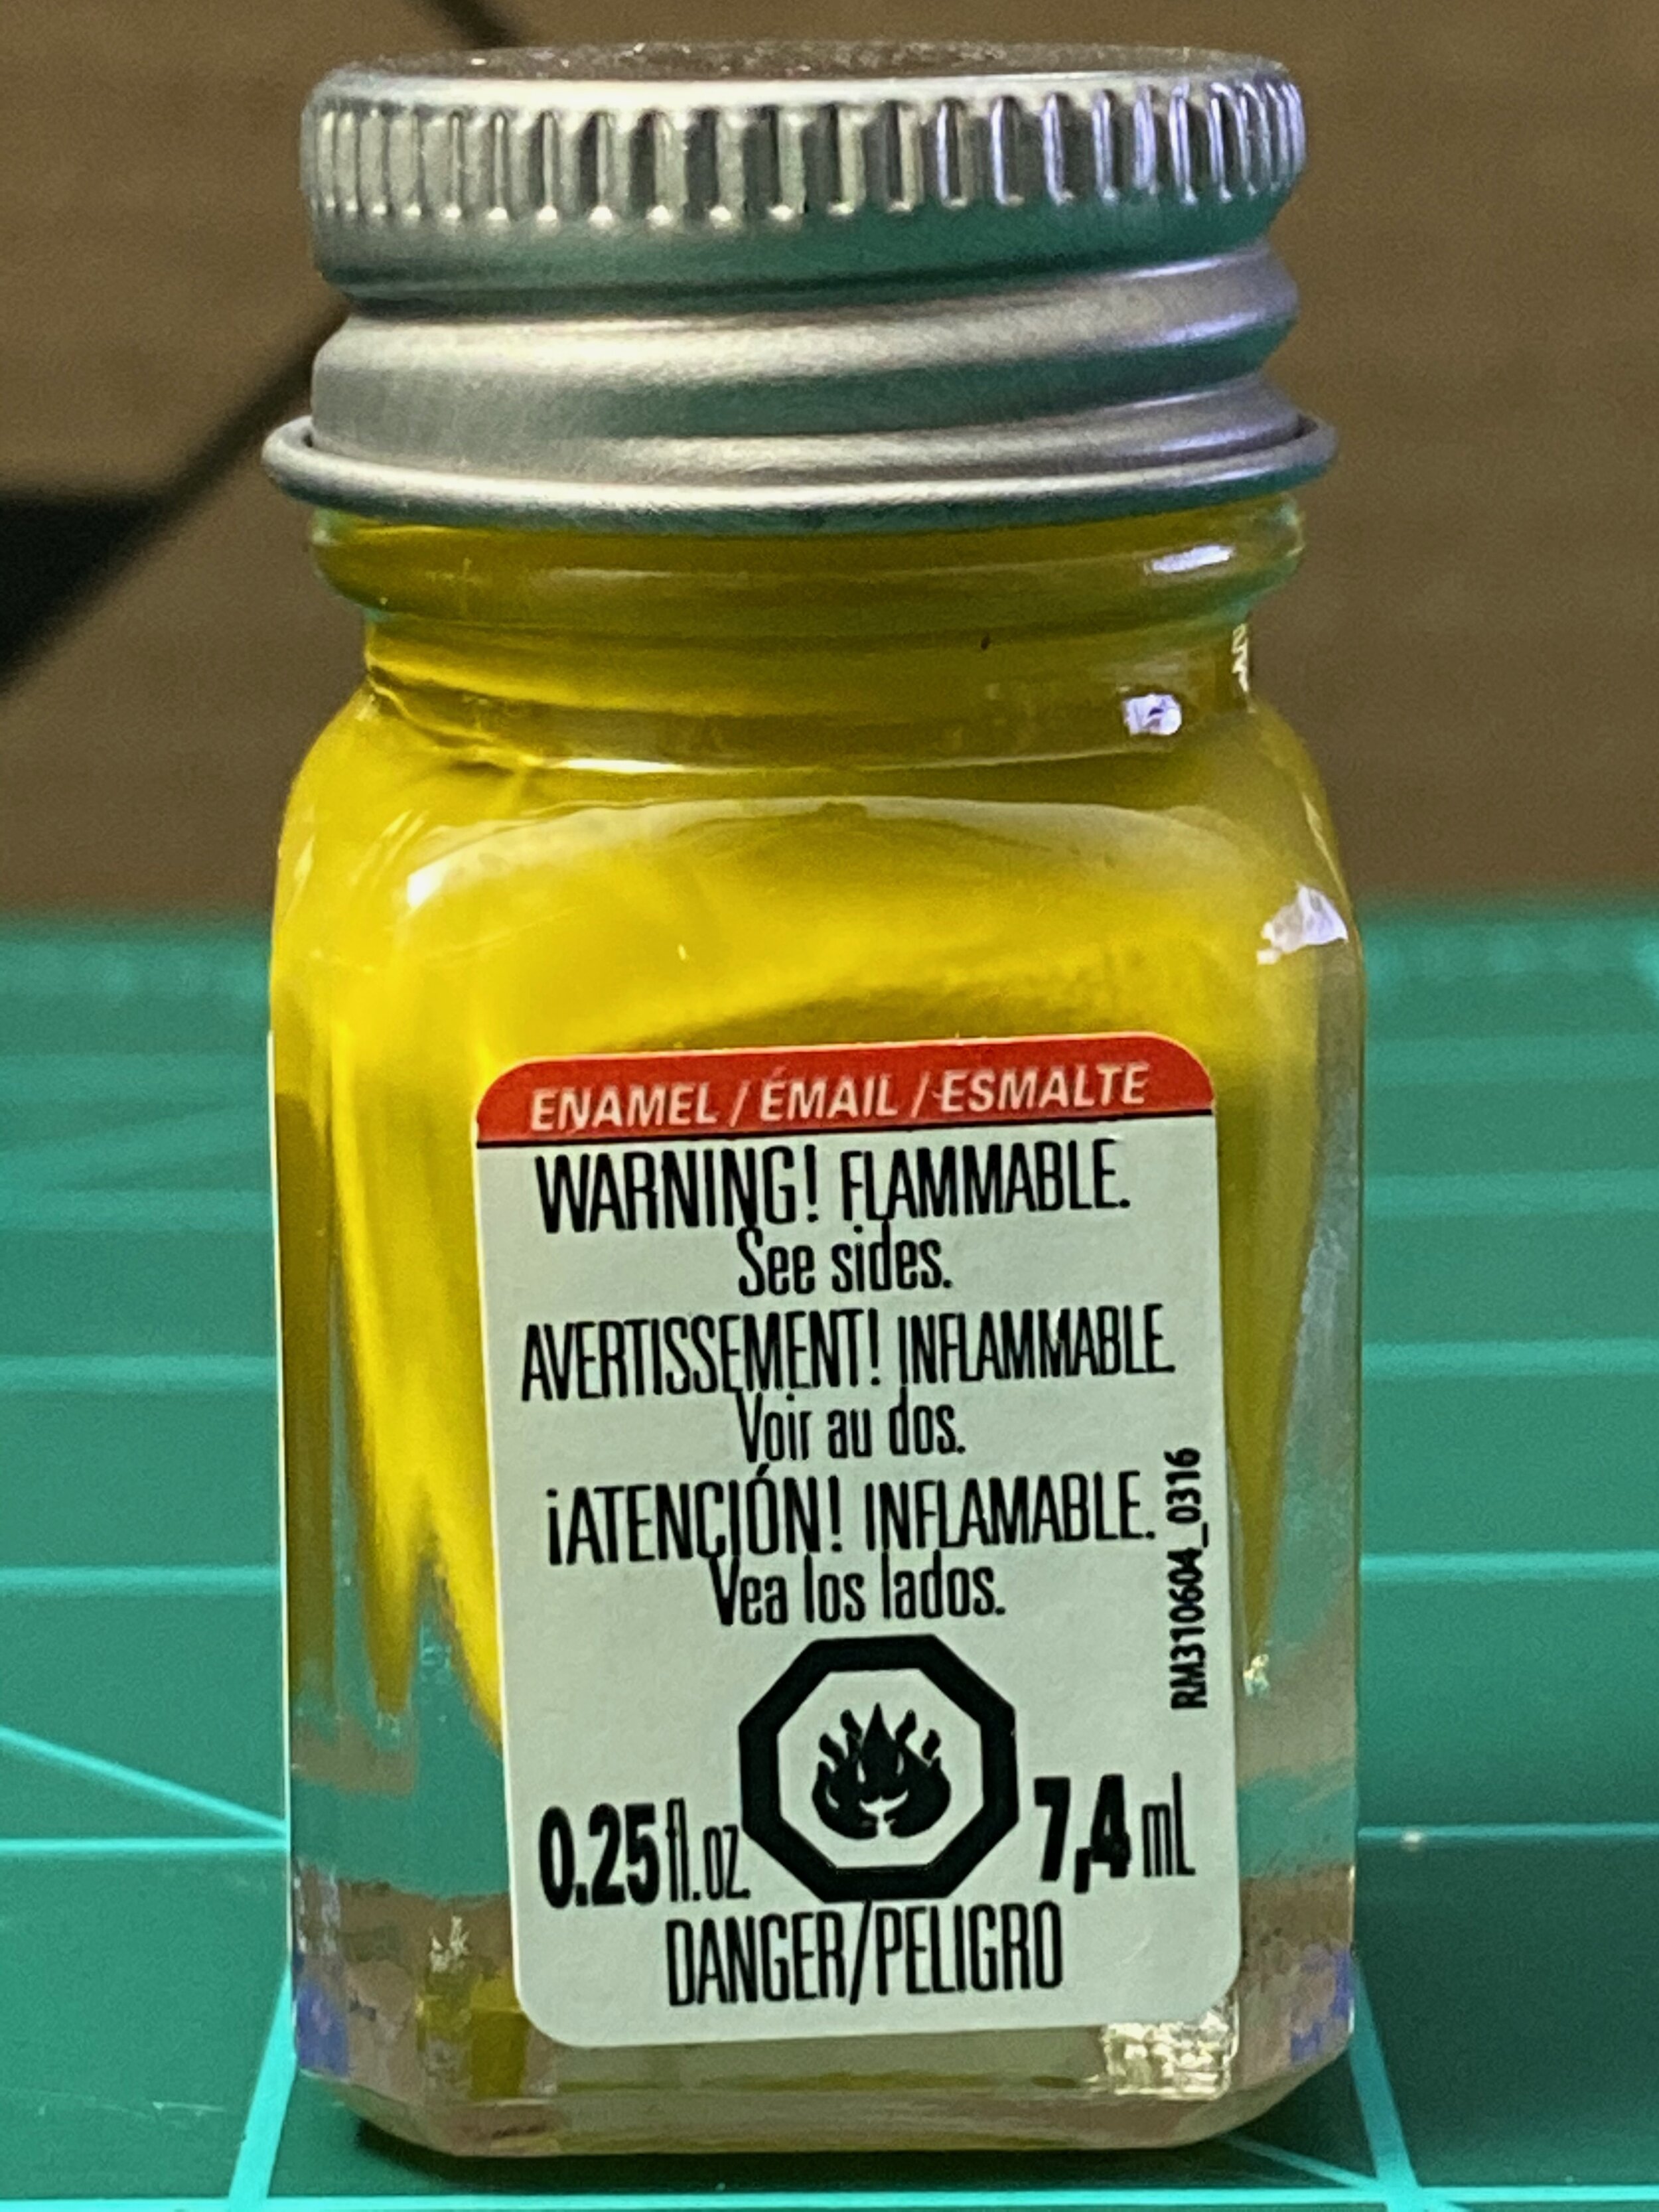 ENAMEL / ÉMAIL / ESMALTE
WARNING! FLAMMABLE.
See sides.
AVERTISSEMENT! INFLAMMABLE.
Voir au dos.
¡ATENCIÓN! INFLAMABLE.
Vea los lados.
RM310604_0316
0.25 fl. oz. 7,4 mL
DANGER/PELIGRO